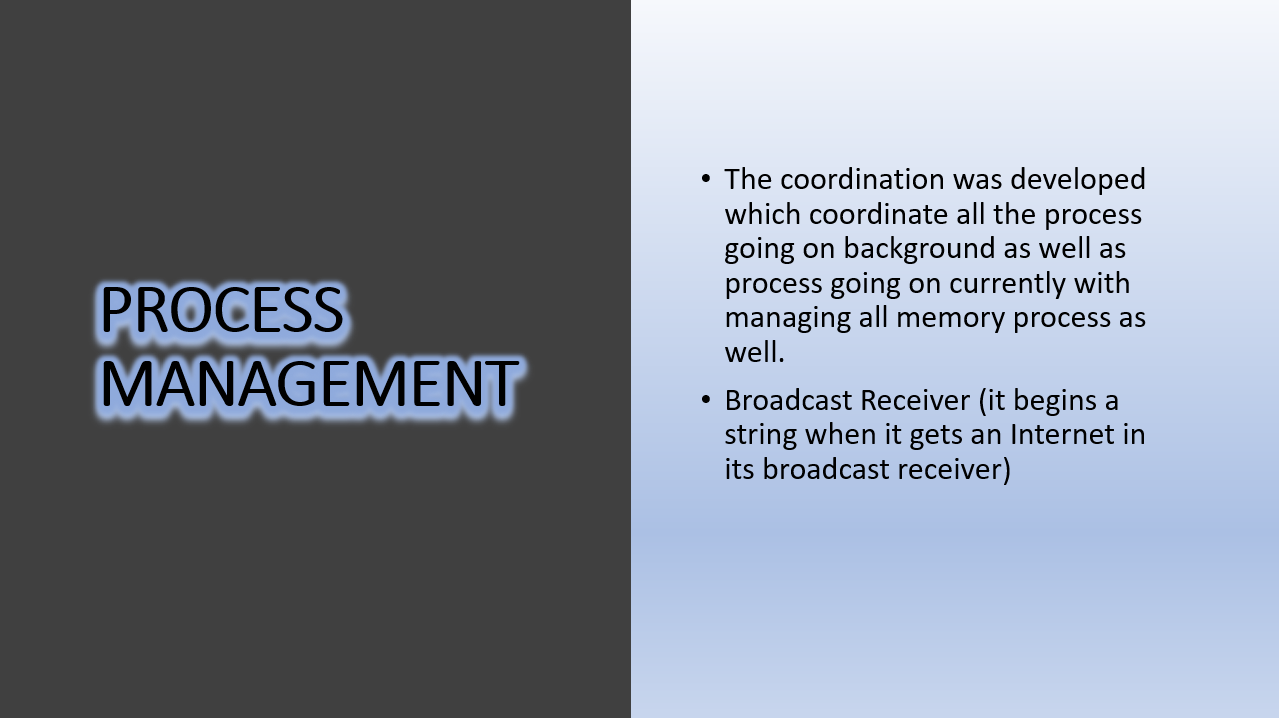 PROCESS
MANAGEMENT
• The coordination was developed
which coordinate all the process
going on background as well as
process going on currently with
managing all memory process as
well.
• Broadcast Receiver (it begins a
string when it gets an Internet in
its broadcast receiver)